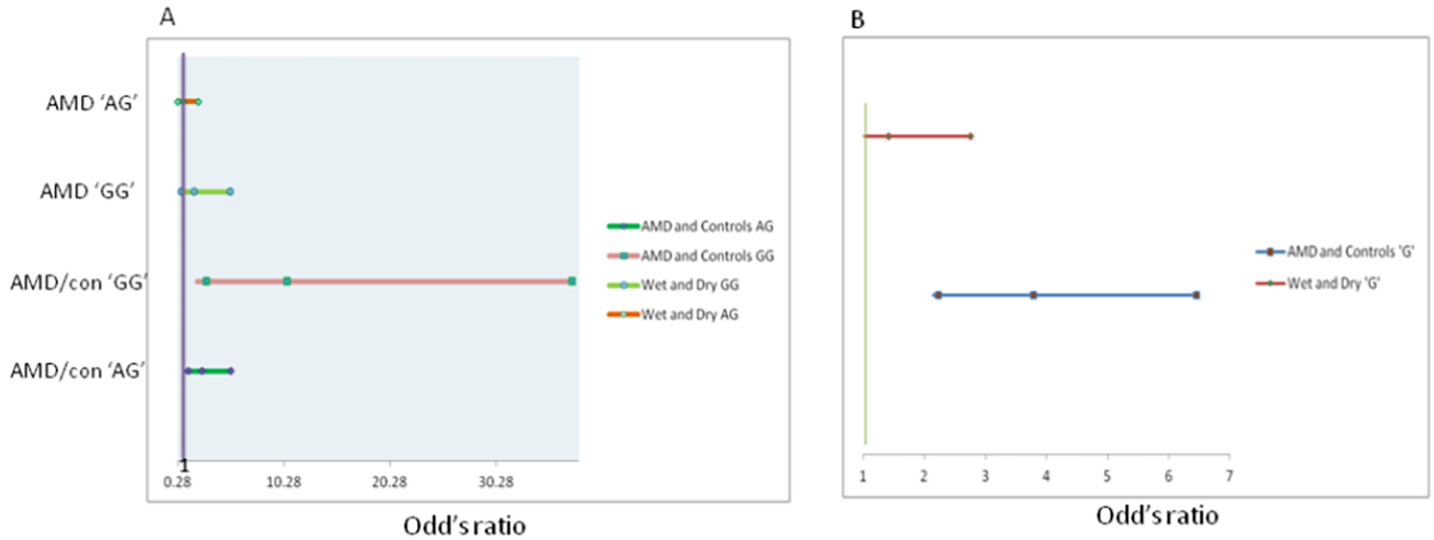 A
AMD ‘AG’
AMD ‘GG’
AMD/con ‘GG’
AMD/con ‘AG’
AMD and Controls AG
AMD and Controls GG
Wet and Dry GG
Wet and Dry AG
1
0.28 10.28 20.28 30.28
Odd’s ratio
B
AMD and Controls 'G'
Wet and Dry 'G'
1 2 3 4 5 6 7
Odd’s ratio